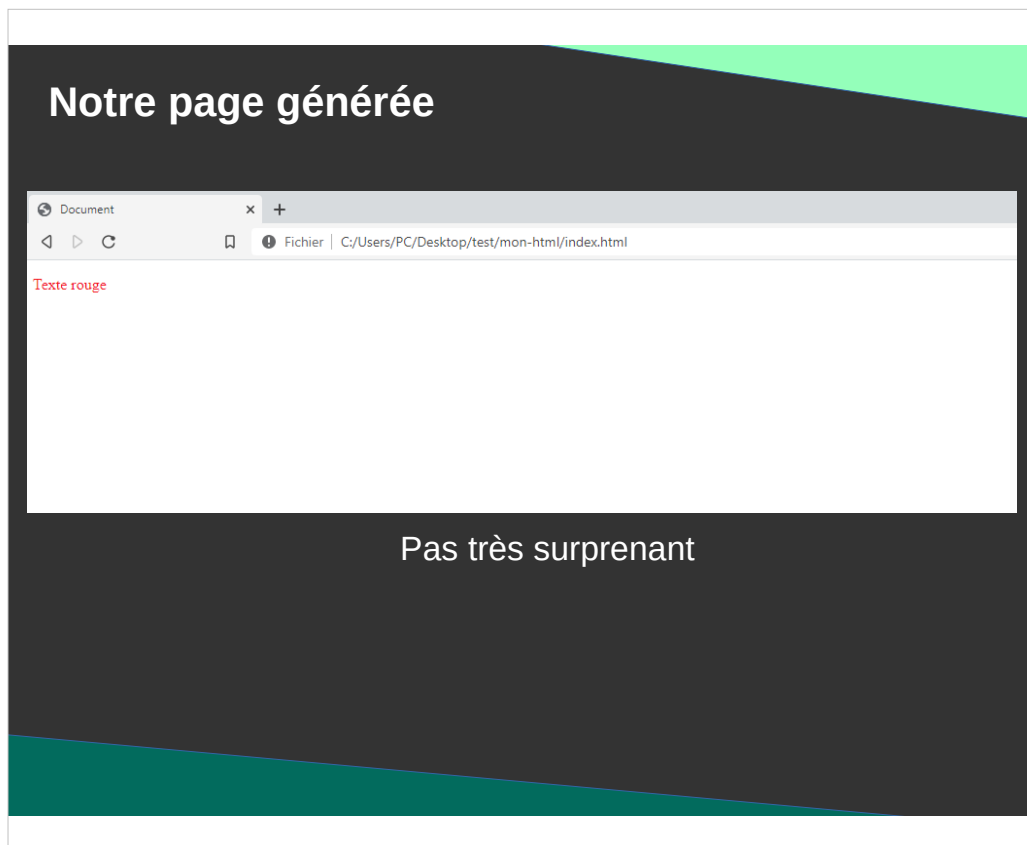 Notre page générée
Document
Fichier C:/Users/PC/Desktop/test/mon-html/index.html
Texte rouge
Pas très surprenant